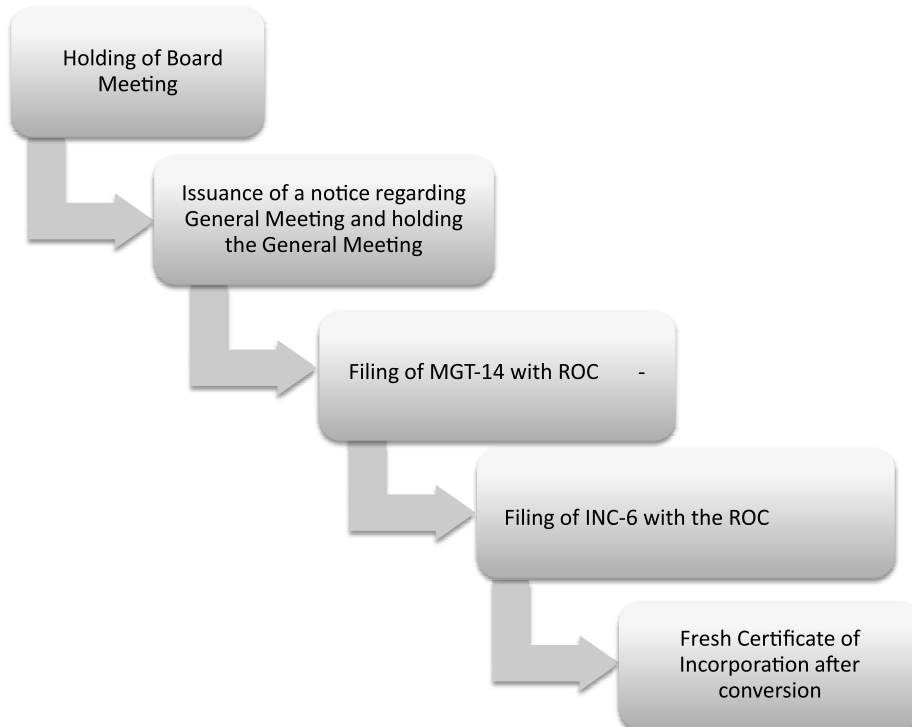 Holding of Board
Meeting
Issuance of a notice regarding
General Meeting and holding
the General Meeting
Filing of MGT-14 with ROC -
Filing of INC-6 with the ROC
Fresh Certificate of
Incorporation after
conversion